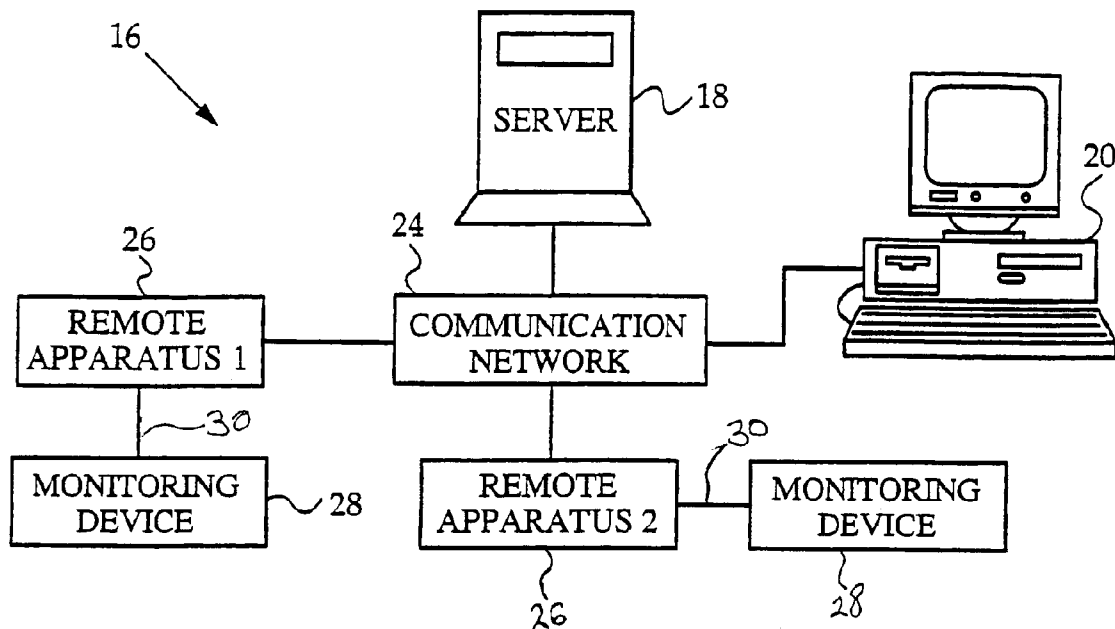 16
SERVER
18
20
24
26
REMOTE
APPARATUS 1
COMMUNICATION
NETWORK
30
MONITORING
DEVICE
28
REMOTE
APPARATUS 2
30
MONITORING
DEVICE
26
28